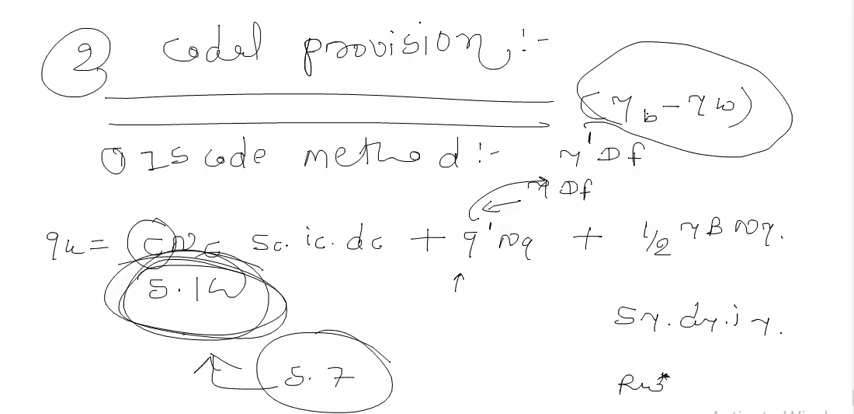 ② Codal provision :-
(γb - γw)
① IS code method :- γ'Df
γDf
qu = CNc Sc. ic. dc + q'Nq + 1/2 γBNγ.
5.14
Sγ. dγ. iγ.
5.7